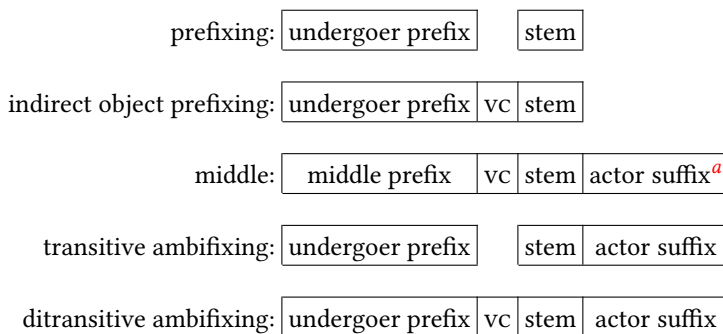 prefixing: undergoer prefix stem
indirect object prefixing: undergoer prefix VC stem
middle: middle prefix VC stem actor suffix a
transitive ambifixing: undergoer prefix stem actor suffix
ditransitive ambifixing: undergoer prefix VC stem actor suffix